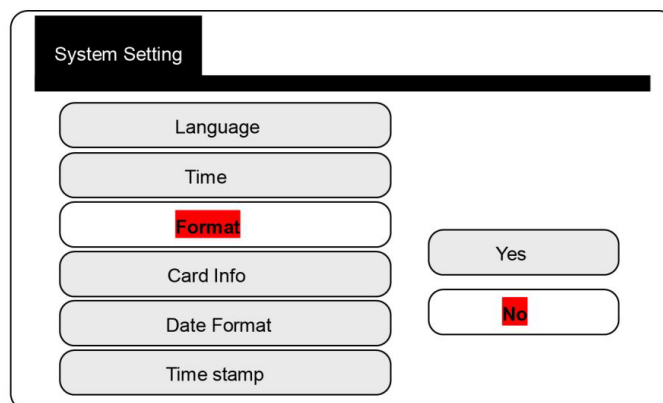 System Setting
Language
Time
Format
Card Info
Date Format
Time stamp
Yes
No